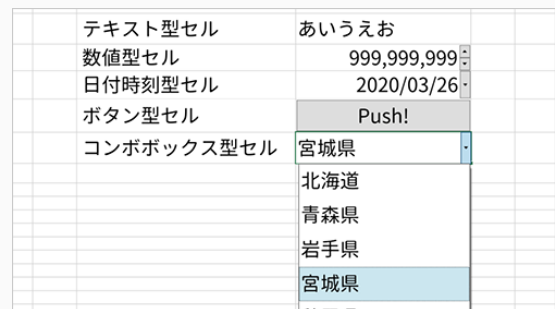 テキスト型セル あいうえお
数値型セル 999,999,999
日付時刻型セル 2020/03/26
ボタン型セル Push!
コンボボックス型セル 宮城県
北海道
青森県
岩手県
宮城県